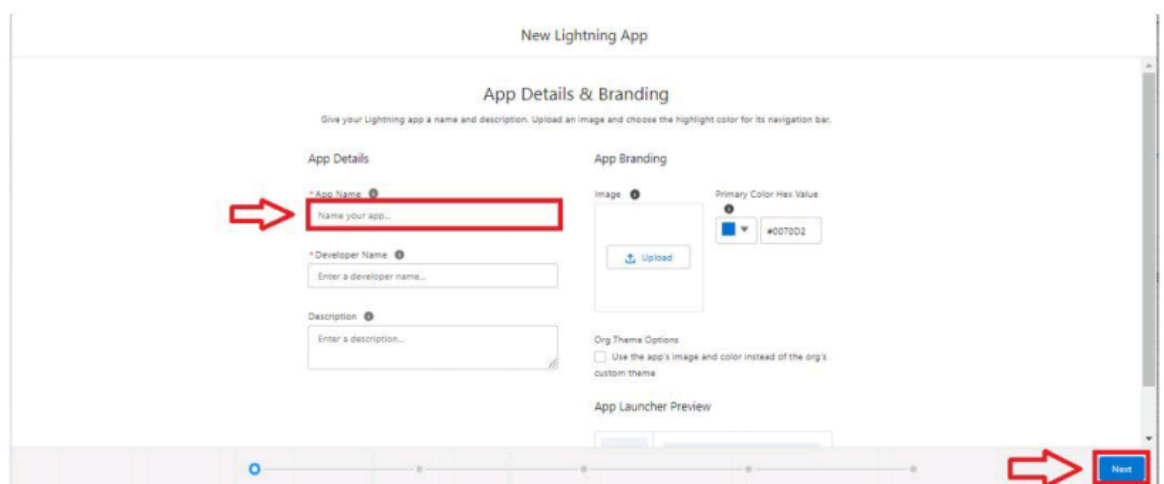 New Lightning App
App Details & Branding
Give your Lightning app a name and description. Upload an image and choose the highlight color for its navigation bar.
App Details
* App Name
Name your app...
* Developer Name
Enter a developer name...
Description
Enter a description...
App Branding
Image
Upload
Primary Color Hex Value
#0070D2
Org Theme Options
Use the app's image and color instead of the org's
custom theme
App Launcher Preview
Next